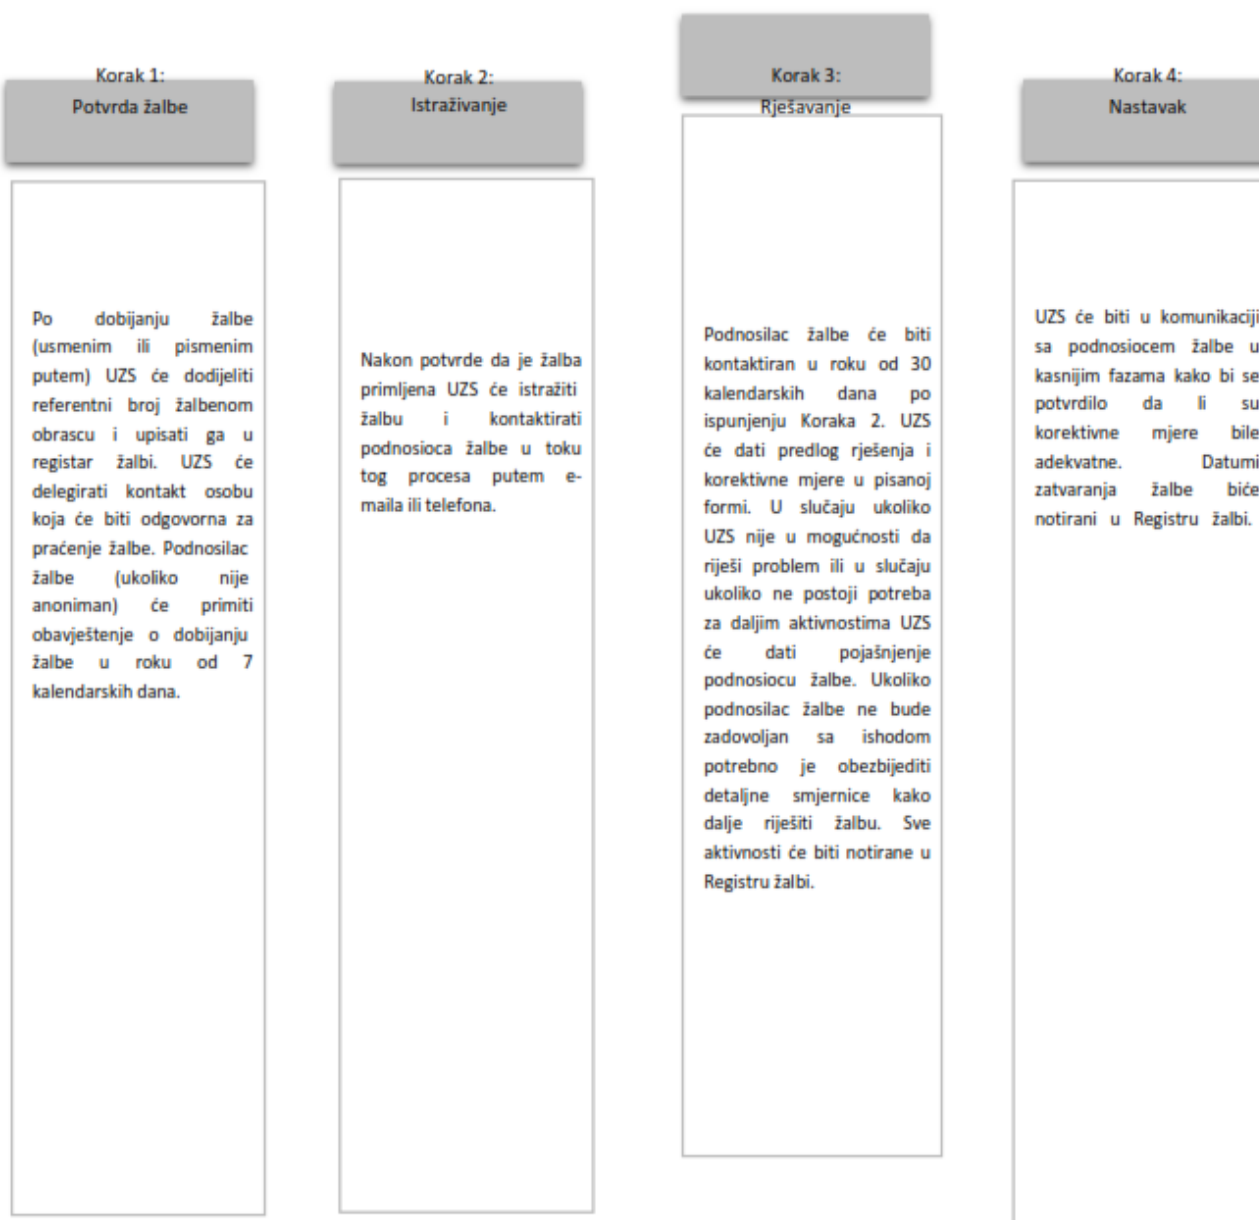 Korak 1:
Potvrda žalbe
Po dobijanju žalbe
(usmenim ili pismenim
putem) UZS će dodijeliti
referentni broj žalbenom
obrascu i upisati ga u
registar žalbi. UZS će
delegirati kontakt osobu
koja će biti odgovorna za
praćenje žalbe. Podnosilac
žalbe (ukoliko nije
anoniman) će primiti
obavještenje o dobijanju
žalbe u roku od 7
kalendarskih dana.
Korak 2:
Istraživanje
Nakon potvrde da je žalba
primljena UZS će istražiti
žalbu i kontaktirati
podnosioca žalbe u toku
tog procesa putem e-
maila ili telefona.
Korak 3:
Rješavanje
Podnosilac žalbe će biti
kontaktiran u roku od 30
kalendarskih dana po
ispunjenju Koraka 2. UZS
će dati predlog rješenja i
korektivne mjere u pisanoj
formi. U slučaju ukoliko
UZS nije u mogućnosti da
riješi problem ili u slučaju
ukoliko ne postoji potreba
za daljim aktivnostima UZS
će dati pojašnjenje
podnosiocu žalbe. Ukoliko
podnosilac žalbe ne bude
zadovoljan sa ishodom
potrebno je obezbijediti
detaljne smjernice kako
dalje riješiti žalbu. Sve
aktivnosti će biti notirane u
Registru žalbi.
Korak 4:
Nastavak
UZS će biti u komunikaciji
sa podnosiocem žalbe u
kasnijim fazama kako bi se
potvrdilo da li su
korektivne mjere bile
adekvatne. Datumi
zatvaranja žalbe biće
notirani u Registru žalbi.